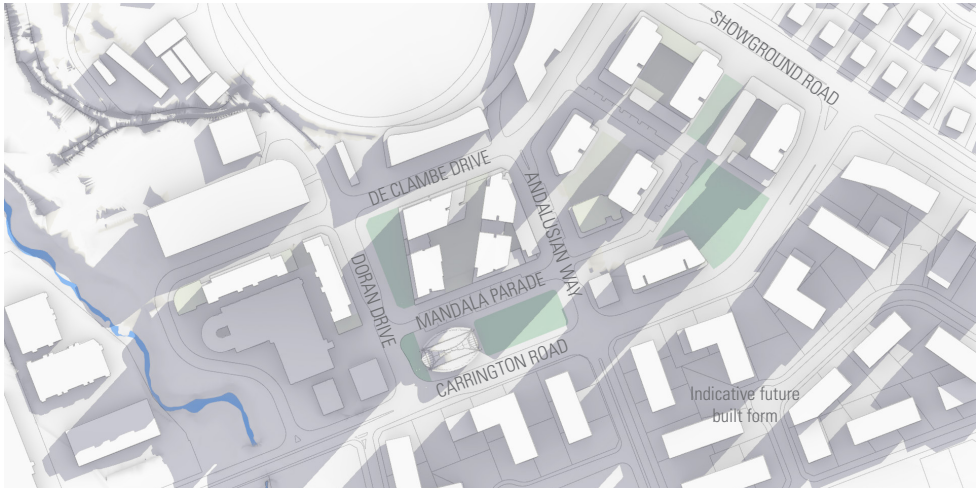 SHOWGROUND ROAD
DE CLAMBE DRIVE
ANDALUSIAN WAY
DORAN DRIVE
MANDALA PARADE
CARRINGTON ROAD
Indicative future
built form